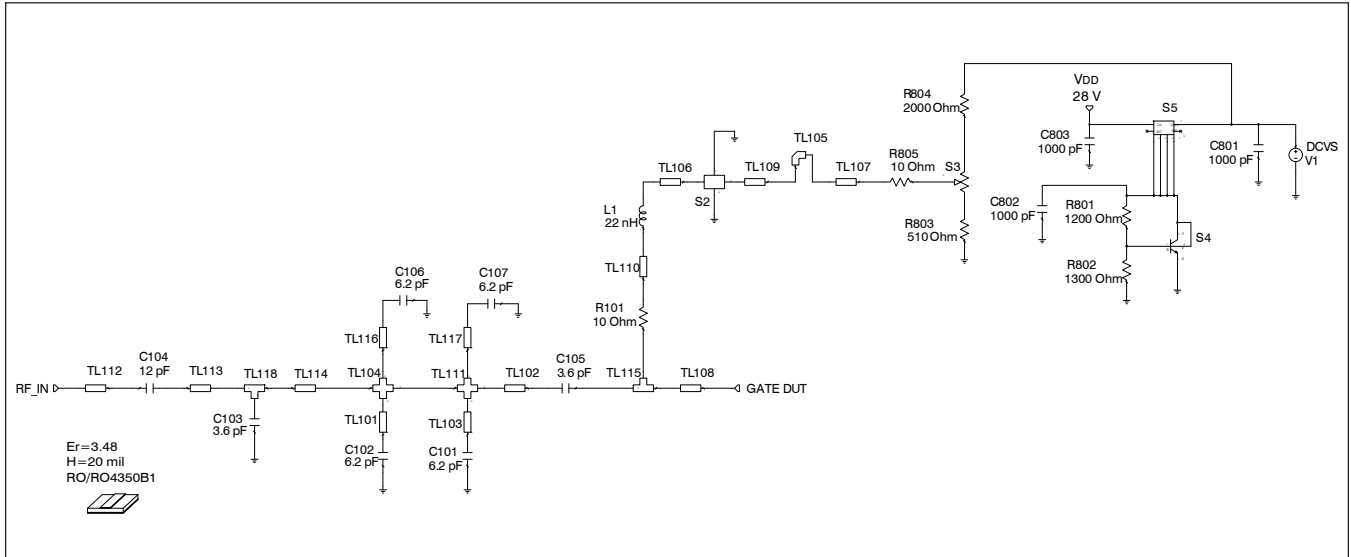 VDD
28 V
S5
R804
2000 Ohm
C803
1000 pF
C801
1000 pF
DCVS
V1
TL105
TL106
TL109
TL107
R805
10 Ohm
S3
S2
C802
1000 pF
R801
1200 Ohm
S4
L1
22 nH
R803
510 Ohm
R802
1300 Ohm
TL110
C106
6.2 pF
C107
6.2 pF
R101
10 Ohm
TL116
TL117
RF_IN
TL112
C104
12 pF
TL113
TL118
TL114
TL104
TL111
TL102
C105
3.6 pF
TL115
TL108
GATE DUT
C103
3.6 pF
TL101
TL103
C102
6.2 pF
C101
6.2 pF
Er=3.48
H=20 mil
RO/RO4350B1